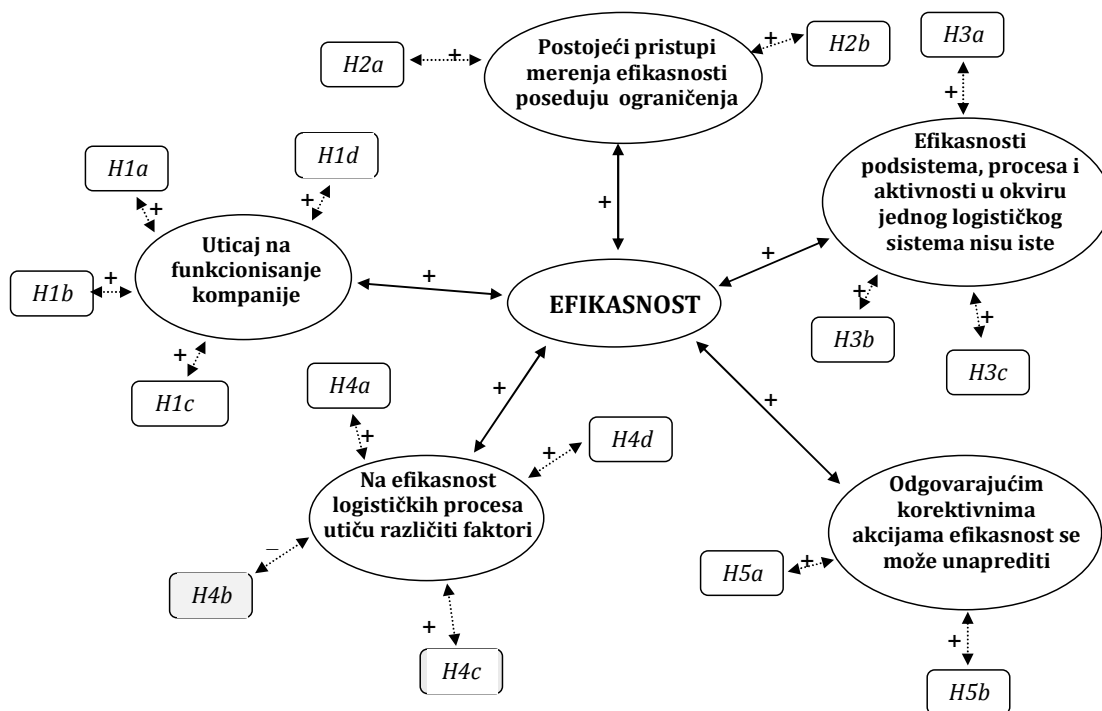 H3a
+
Postojeći pristupi
merenja efikasnosti
poseduju ograničenja
+
H2b
H2a
+
+
Efikasnosti
podsistema, procesa i
aktivnosti u okviru
jednog logističkog
sistema nisu iste
H1a
H1d
+
+
+
Uticaj na
funkcionisanje
kompanije
H1b
+
+
EFIKASNOST
+
+
H3b
+
H3c
+
H1c
H4a
+
+
+
H4d
+
Na efikasnost
logističkih procesa
utiču različiti faktori
Odgovarajućim
korektivnima
akcijama efikasnost se
može unaprediti
–
H4b
H5a
+
+
H4c
+
H5b